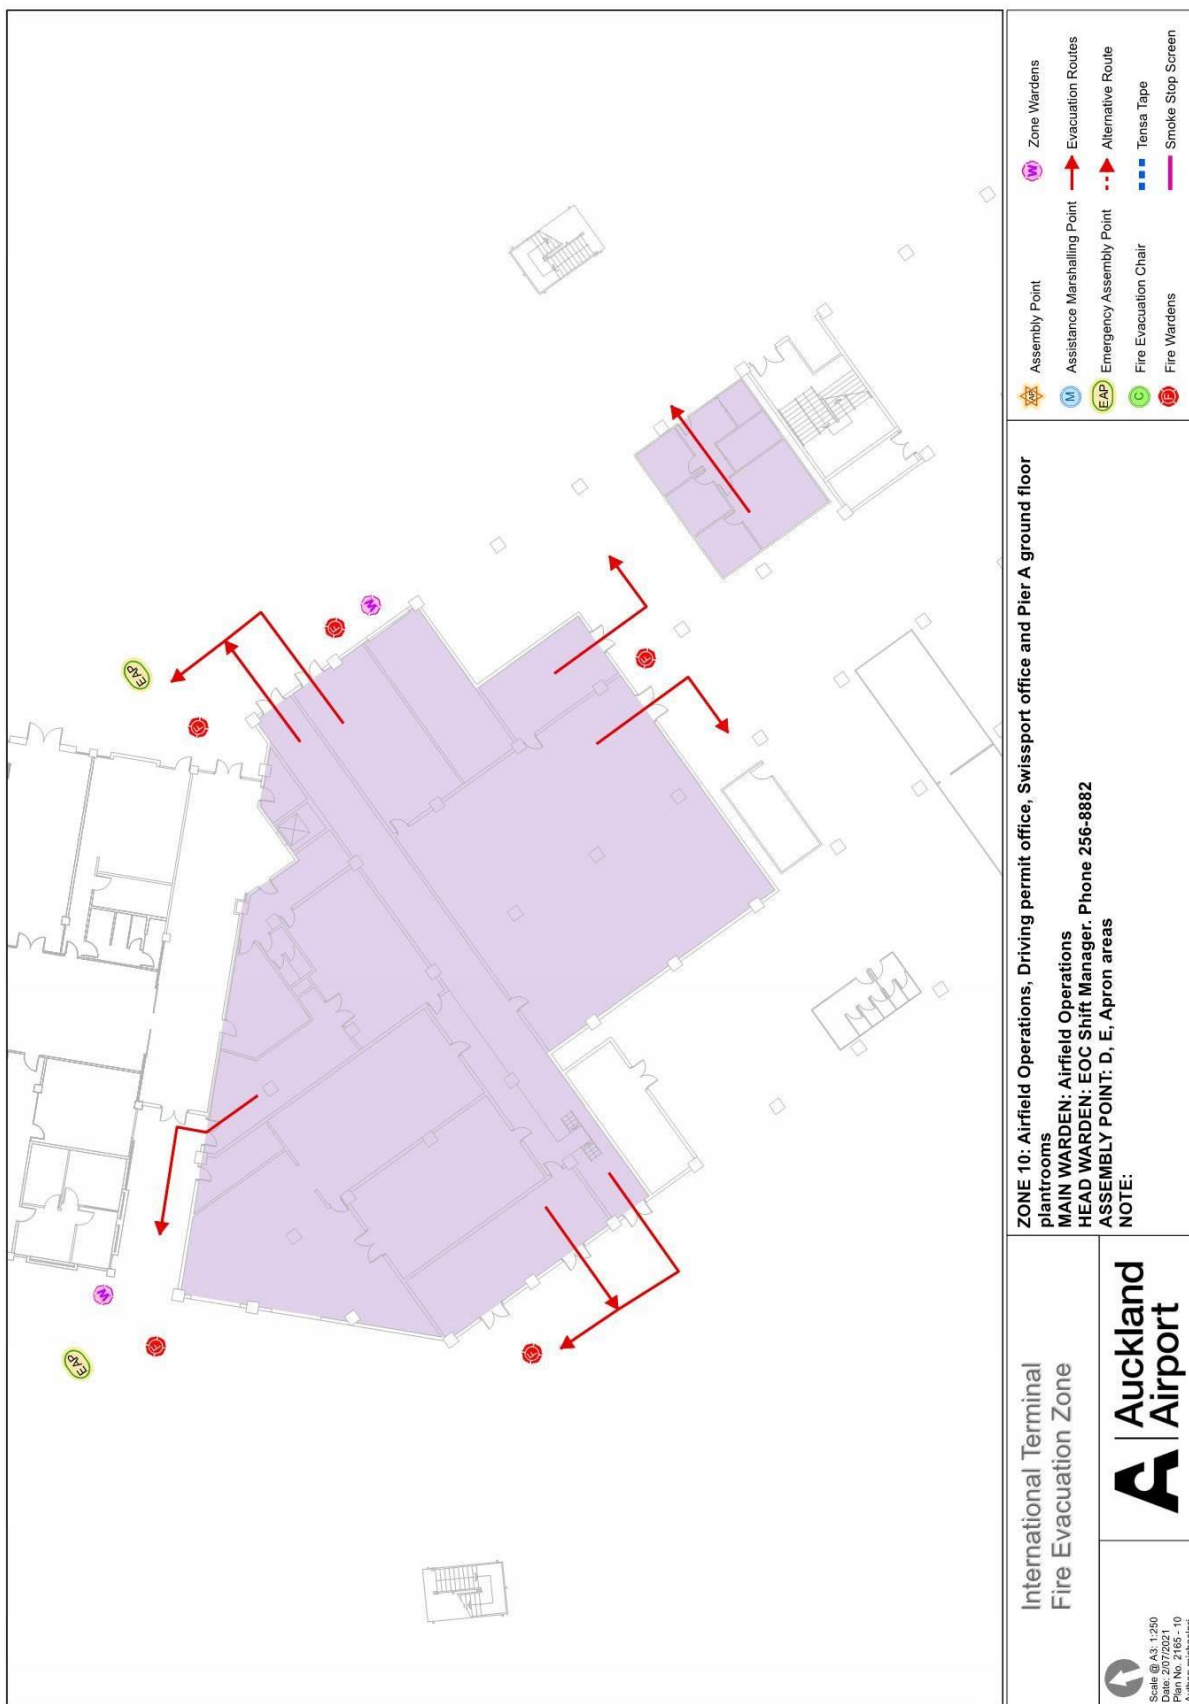 EAP
W
F
F
F
W
EAP
F
F
International Terminal
Fire Evacuation Zone
Scale @ A3: 1:250
Date: 2/07/2021
Plan No. 2165 - 10
Auckland
Airport
ZONE 10: Airfield Operations, Driving permit office, Swissport office and Pier A ground floor
plantrooms
MAIN WARDEN: Airfield Operations
HEAD WARDEN: EOC Shift Manager. Phone 256-8882
ASSEMBLY POINT: D, E, Apron areas
NOTE:
AP Assembly Point
M Assistance Marshalling Point
EAP Emergency Assembly Point
C Fire Evacuation Chair
F Fire Wardens
W Zone Wardens
Evacuation Routes
Alternative Route
Tensa Tape
Smoke Stop Screen